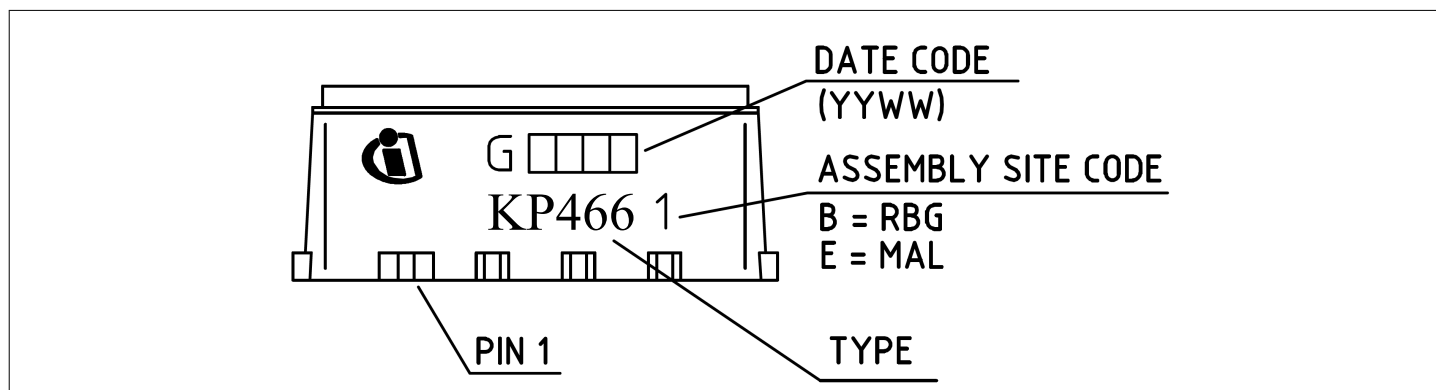 DATE CODE
(YYWW)
G
ASSEMBLY SITE CODE
KP466 1
B = RBG
E = MAL
PIN 1
TYPE